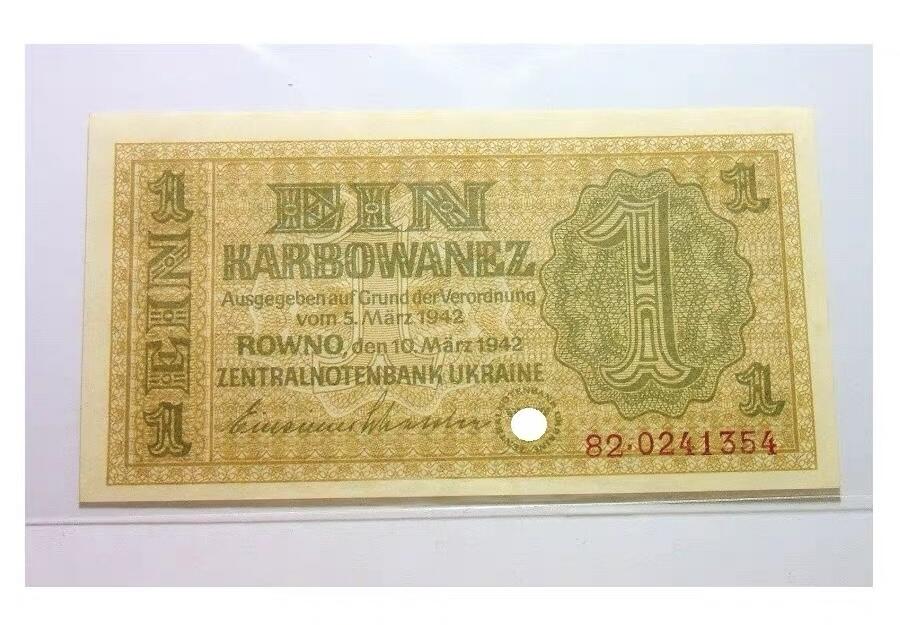 1
EIN
1
EIN
KARBOWANEZ
Ausgegeben auf Grund der Verordnung
vom 5. März 1942
ROWNO, den 10. März 1942
ZENTRALNOTENBANK UKRAINE
1
1
1
82·0241354